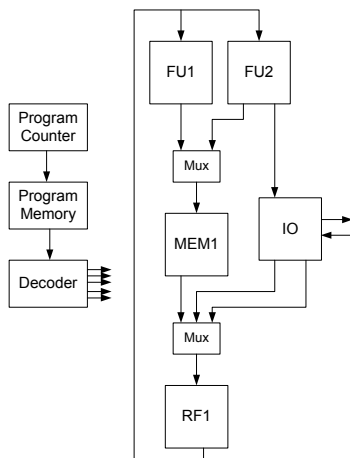 FU1
FU2
Program
Counter
Mux
Program
Memory
MEM1
IO
Decoder
Mux
RF1